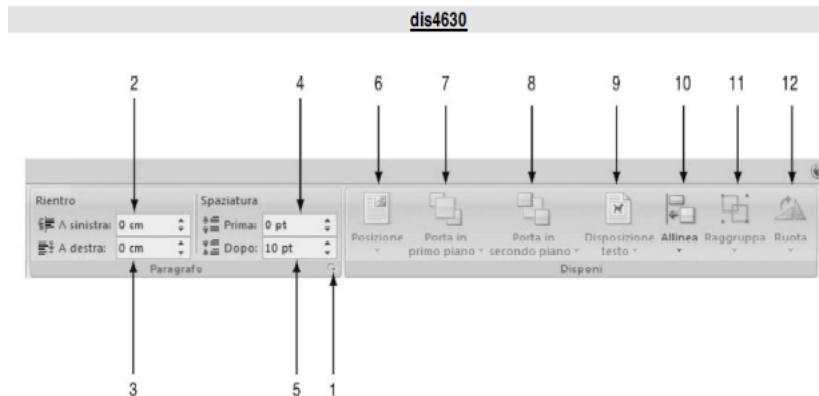 dis4630
2 4 6 7 8 9 10 11 12
Rientro Spaziatura
A sinistra: 0 cm Prima: 0 pt
A destra: 0 cm Dopo: 10 pt
Paragrafo
Posizione Porta in primo piano Porta in secondo piano Disposizione testo Allinea Raggruppa Ruota
Disponi
3 5 1